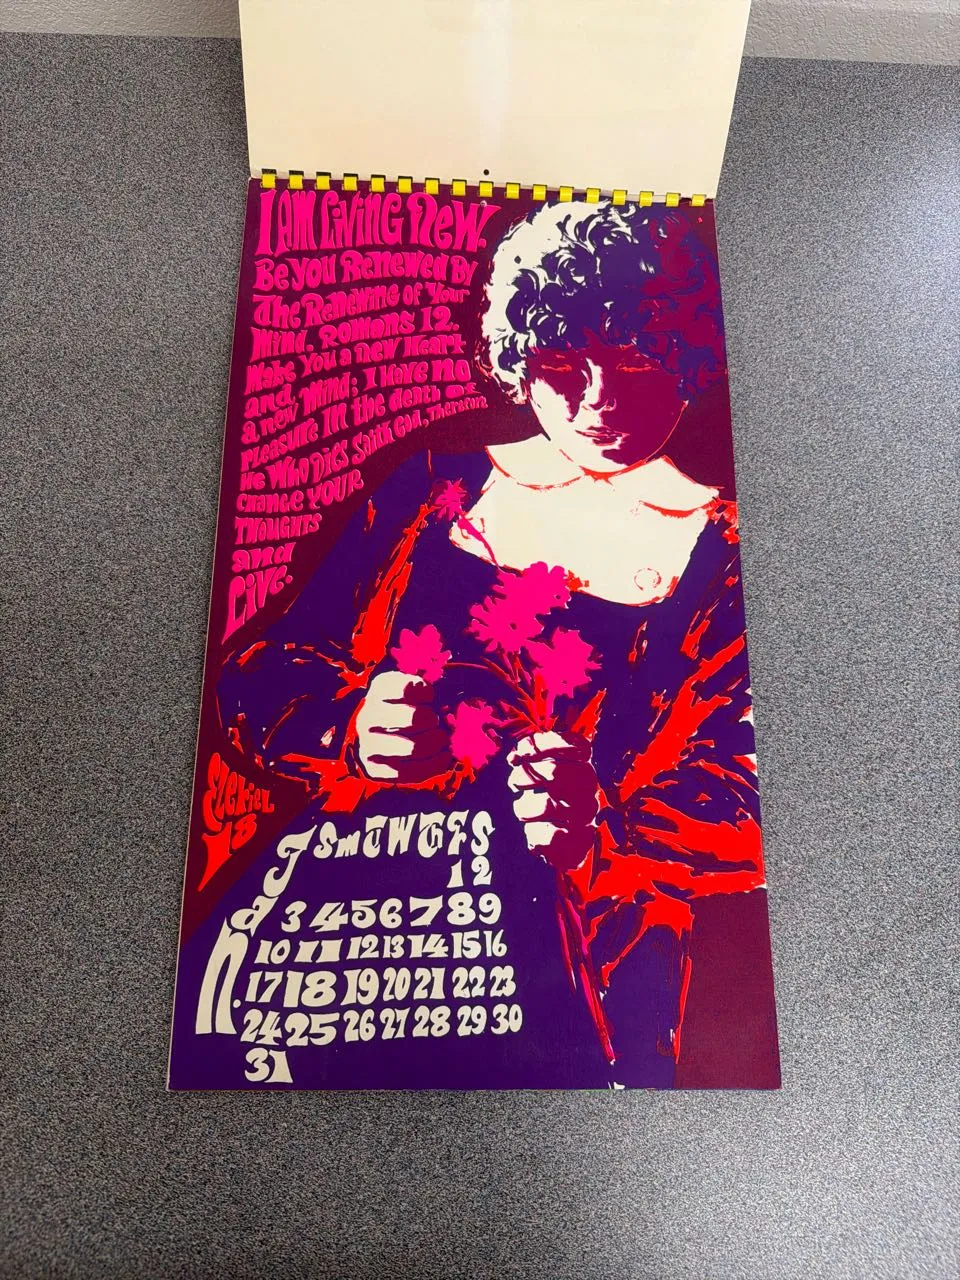 I AM LiViNG New.
Be You Renewed By
The Renewing of Your
Mind. Romans 12.
Make You a new Heart
and
a new Mind; I Have no
Pleasure In the death of
He Who Dies Saith God, Therefore
Change YOUR
Thoughts
and
Live.
Ezekiel
18
Jan.
S m T W Th F S
1 2
3 4 5 6 7 8 9
10 11 12 13 14 15 16
17 18 19 20 21 22 23
24 25 26 27 28 29 30
31